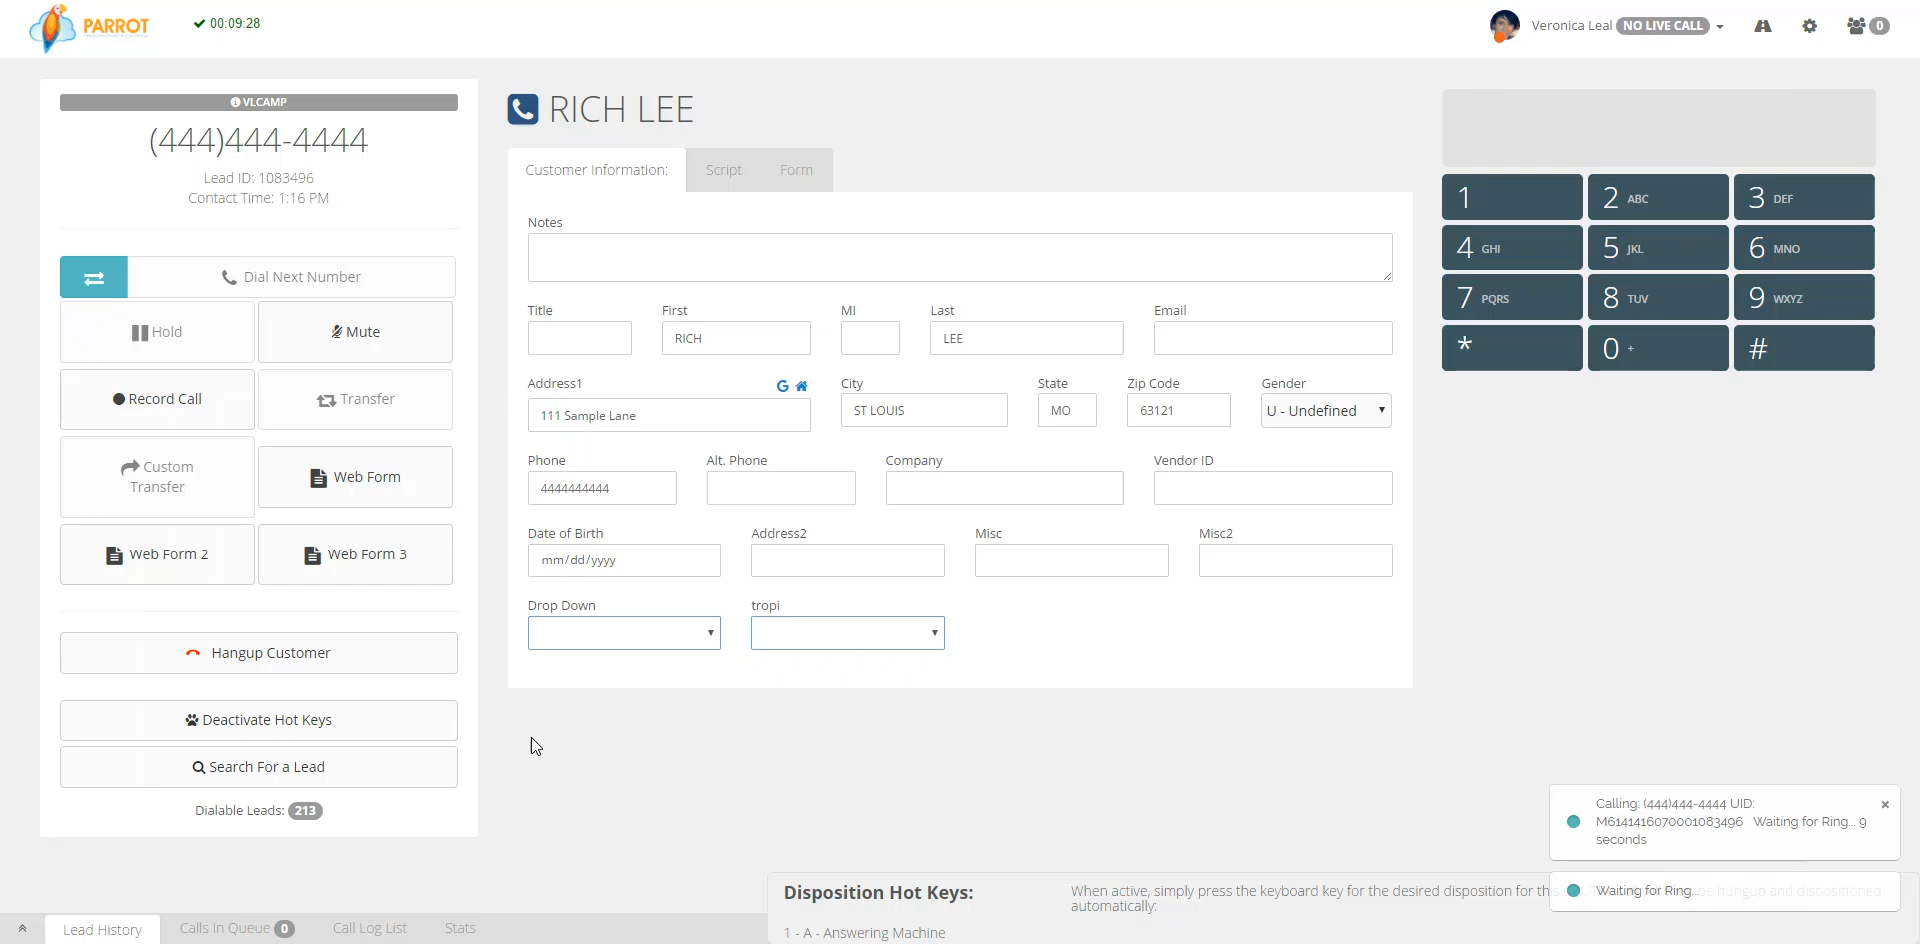 PARROT
00:09:28
Veronica Leal NO LIVE CALL
0
VLCAMP
(444)444-4444
Lead ID: 1083496
Contact Time: 1:16 PM
Dial Next Number
Hold
Mute
Record Call
Transfer
Custom
Transfer
Web Form
Web Form 2
Web Form 3
Hangup Customer
Deactivate Hot Keys
Search For a Lead
Dialable Leads: 213
RICH LEE
Customer Information:
Script
Form
Notes
Title
First
MI
Last
Email
RICH
LEE
Address1
G
City
State
Zip Code
Gender
111 Sample Lane
ST LOUIS
MO
63121
U - Undefined
Phone
Alt. Phone
Company
Vendor ID
4444444444
Date of Birth
Address2
Misc
Misc2
mm/dd/yyyy
Drop Down
tropi
1
2 ABC
3 DEF
4 GHI
5 JKL
6 MNO
7 PQRS
8 TUV
9 WXYZ
*
0 +
#
Calling: (444)444-4444 UID:
M6141416070001083496 Waiting for Ring... 9
seconds
×
Waiting for Ring...
Disposition Hot Keys:
When active, simply press the keyboard key for the desired disposition for this be hungup and dispositioned
automatically:
1 - A - Answering Machine
Lead History
Calls In Queue 0
Call Log List
Stats